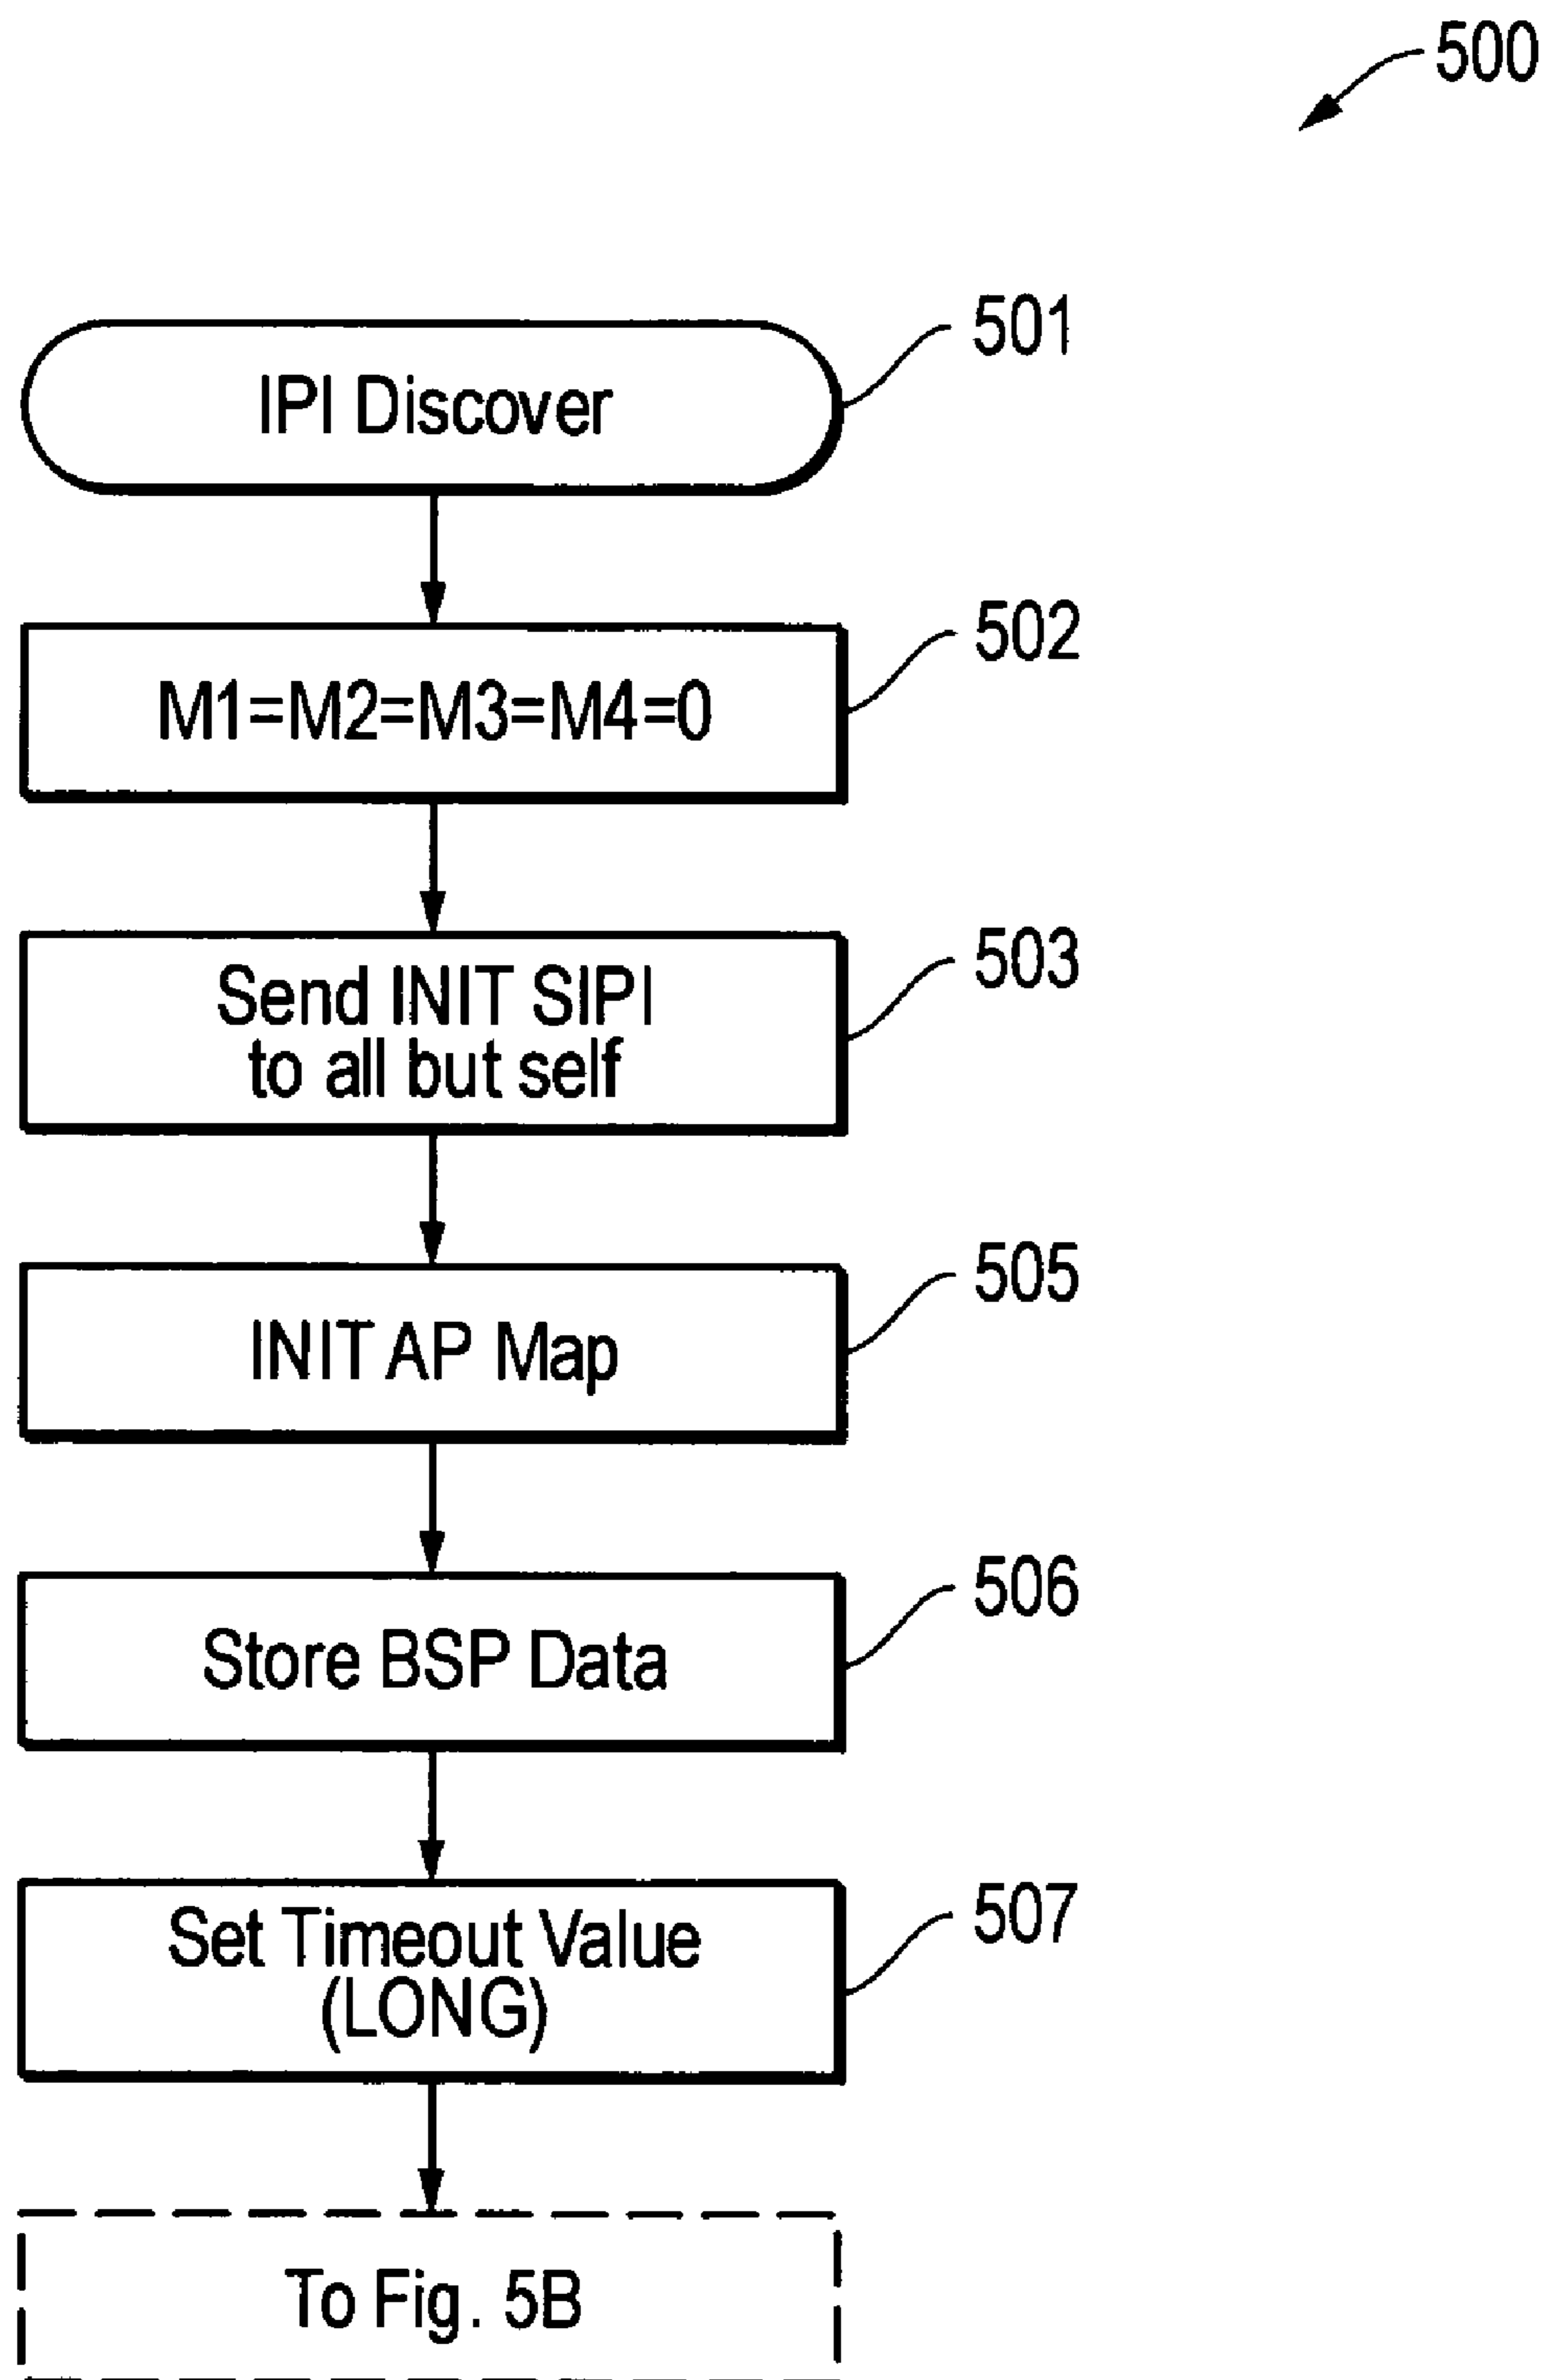 500
IPI Discover
501
M1=M2=M3=M4=0
502
Send INIT SIPI
to all but self
503
INIT AP Map
505
Store BSP Data
506
Set Timeout Value
(LONG)
507
To Fig. 5B